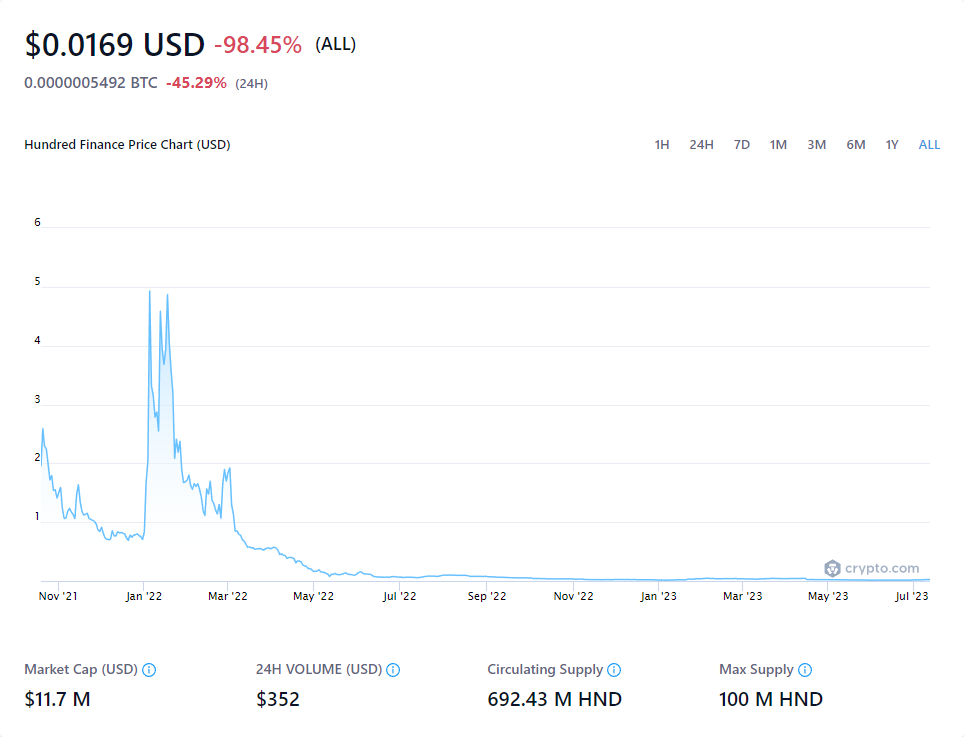 $0.0169 USD -98.45% (ALL)
0.0000005492 BTC -45.29% (24H)
Hundred Finance Price Chart (USD) 1H 24H 7D 1M 3M 6M 1Y ALL
6
5
4
3
2
1
crypto.com
Nov '21 Jan '22 Mar '22 May '22 Jul '22 Sep '22 Nov '22 Jan '23 Mar '23 May '23 Jul '23
Market Cap (USD) 24H VOLUME (USD) Circulating Supply Max Supply
$11.7 M $352 692.43 M HND 100 M HND